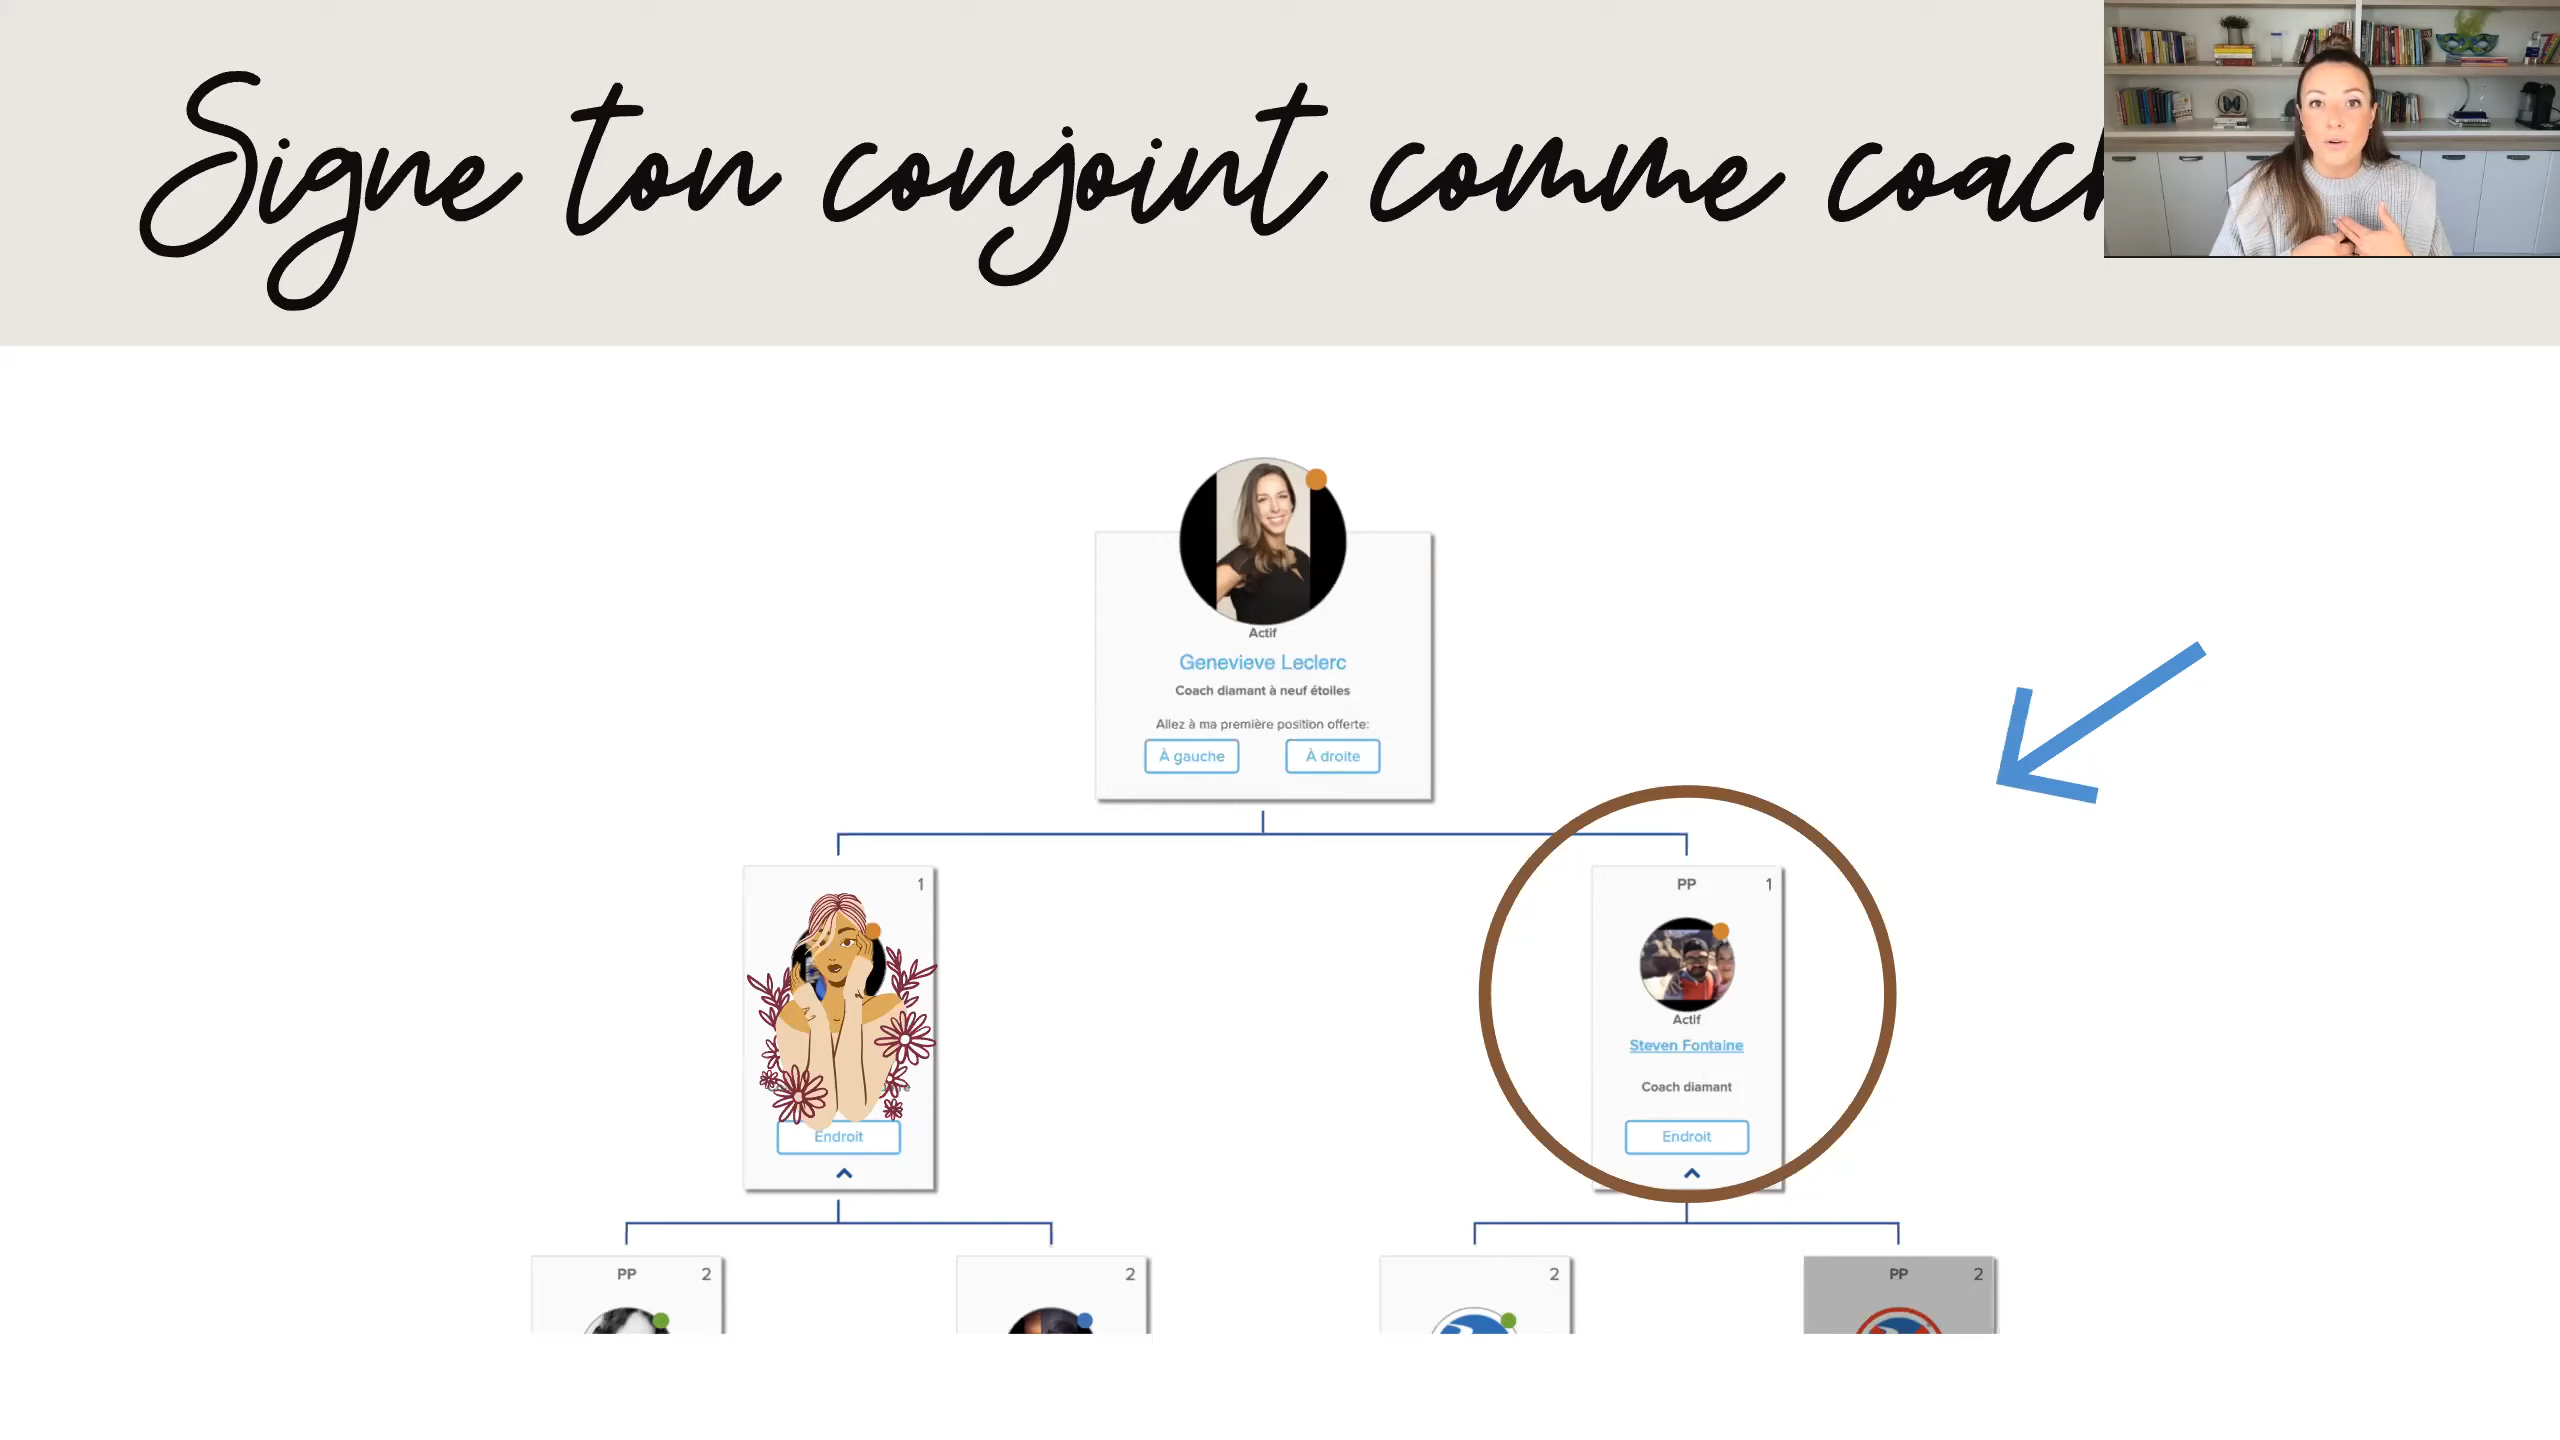 Signe ton conjoint comme coach
Actif
Genevieve Leclerc
Coach diamant à neuf étoiles
Allez à ma première position offerte:
À gauche
À droite
1
Endroit
PP 1
Actif
Steven Fontaine
Coach diamant
Endroit
PP 2
2
2
PP 2